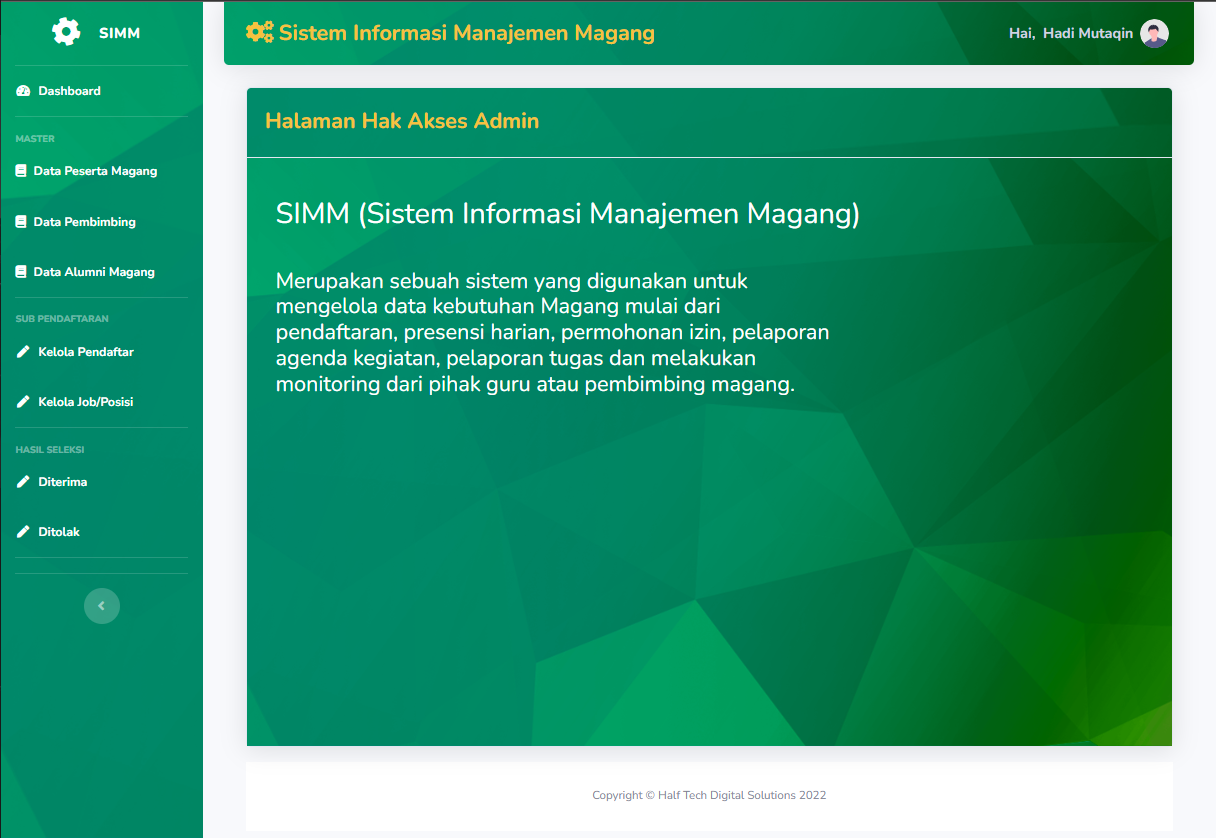 SIMM
Dashboard
MASTER
Data Peserta Magang
Data Pembimbing
Data Alumni Magang
SUB PENDAFTARAN
Kelola Pendaftar
Kelola Job/Posisi
HASIL SELEKSI
Diterima
Ditolak
Sistem Informasi Manajemen Magang
Hai, Hadi Mutaqin
Halaman Hak Akses Admin
SIMM (Sistem Informasi Manajemen Magang)
Merupakan sebuah sistem yang digunakan untuk
mengelola data kebutuhan Magang mulai dari
pendaftaran, presensi harian, permohonan izin, pelaporan
agenda kegiatan, pelaporan tugas dan melakukan
monitoring dari pihak guru atau pembimbing magang.
Copyright © Half Tech Digital Solutions 2022